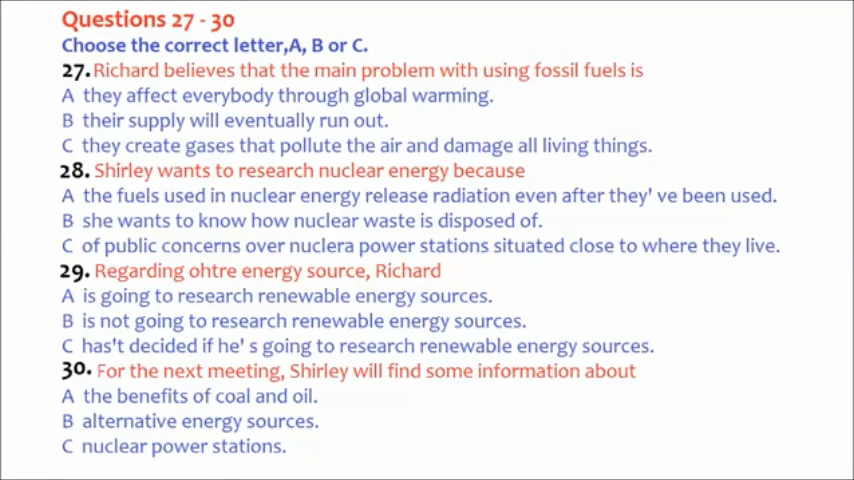 Questions 27 - 30
Choose the correct letter,A, B or C.
27. Richard believes that the main problem with using fossil fuels is
A they affect everybody through global warming.
B their supply will eventually run out.
C they create gases that pollute the air and damage all living things.
28. Shirley wants to research nuclear energy because
A the fuels used in nuclear energy release radiation even after they' ve been used.
B she wants to know how nuclear waste is disposed of.
C of public concerns over nuclera power stations situated close to where they live.
29. Regarding ohtre energy source, Richard
A is going to research renewable energy sources.
B is not going to research renewable energy sources.
C has't decided if he' s going to research renewable energy sources.
30. For the next meeting, Shirley will find some information about
A the benefits of coal and oil.
B alternative energy sources.
C nuclear power stations.